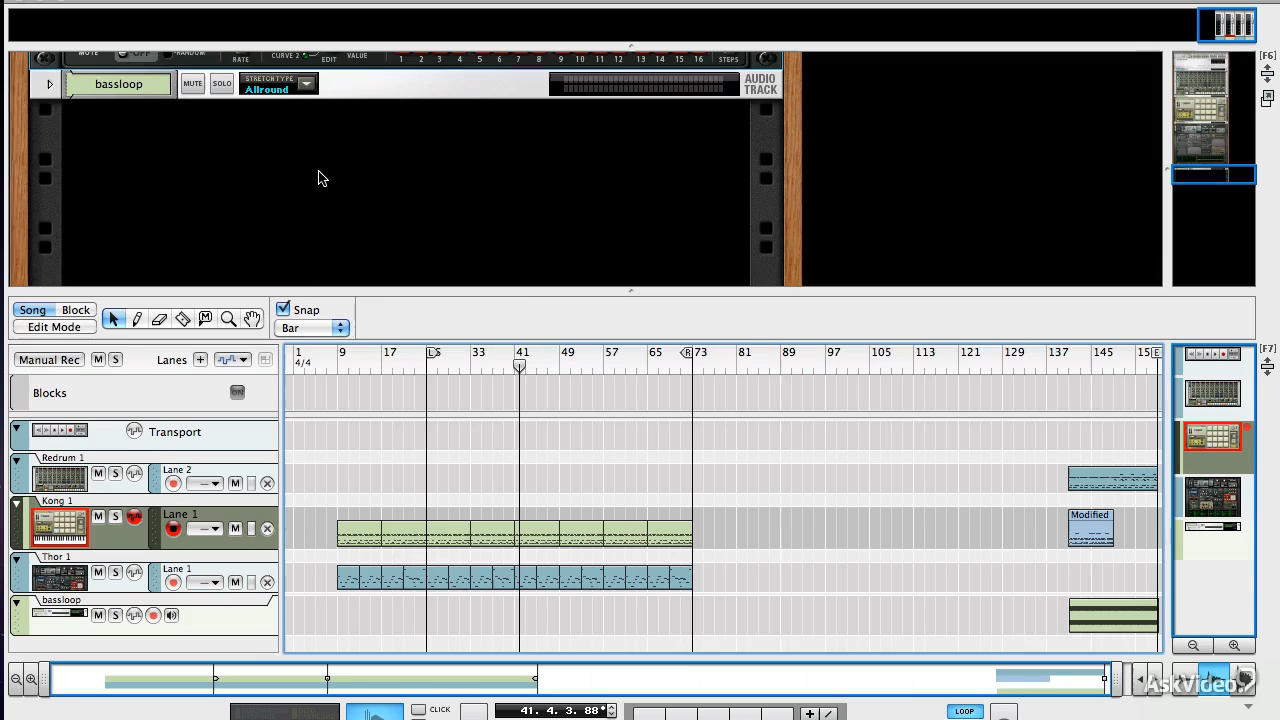 MUTE OFF RANDOM RATE CURVE 2 EDIT VALUE 1 2 3 4 5 6 8 9 10 11 12 13 14 15 16 STEPS
bassloop MUTE SOLO STRETCH TYPE Allround AUDIO TRACK
[F6]
Song Block Snap
Edit Mode Bar
Manual Rec M S Lanes + 1 9 17 L 33 41 49 57 65 R 73 81 89 97 105 113 121 129 137 145 15 E [F7]
4/4
Blocks ON
Transport
Redrum 1
M S Lane 2
M
Kong 1
M S Lane 1
M
Modified
Thor 1
M S Lane 1
M
bassloop
M S
AskVideo
CLICK 41. 4. 3. 88* LOOP